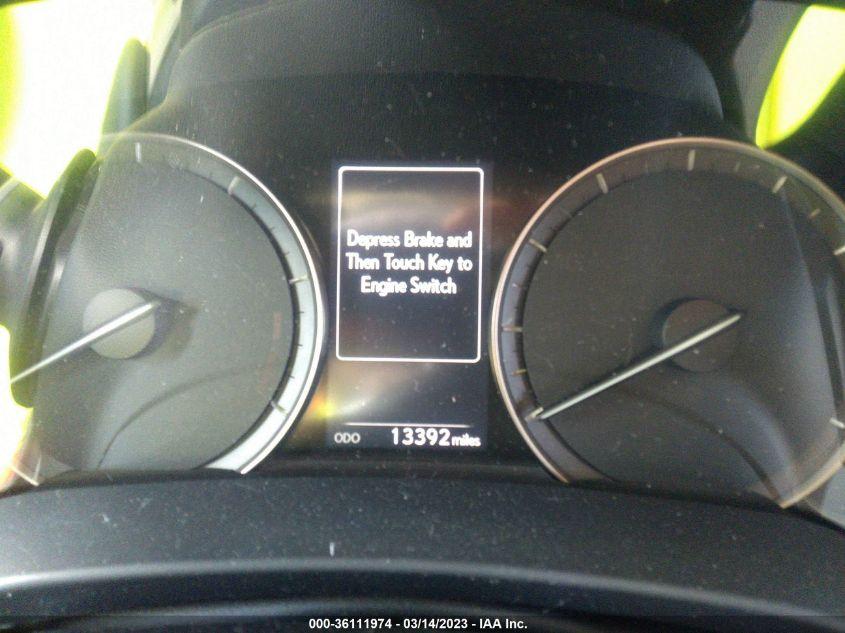 Depress Brake and
Then Touch Key to
Engine Switch
ODO 13392 miles
000-36111974 - 03/14/2023 - IAA Inc.